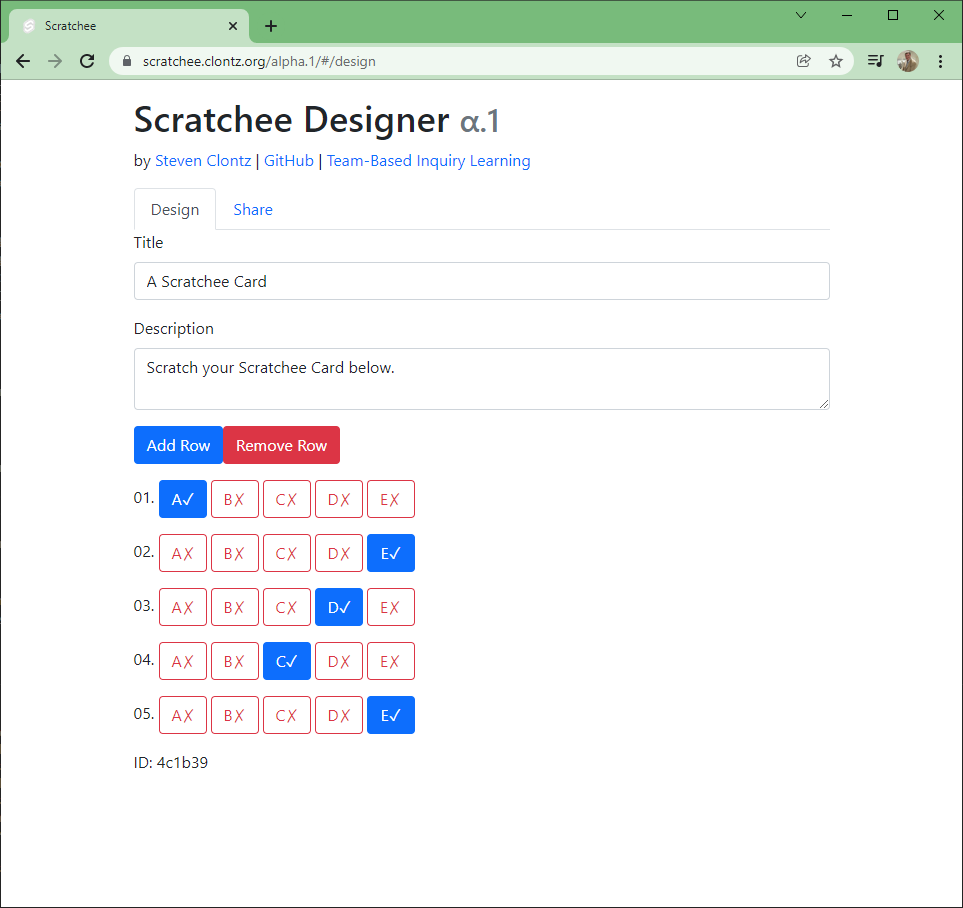 Scratchee
scratchee.clontz.org/alpha.1/#/design
Scratchee Designer α.1
by Steven Clontz | GitHub | Team-Based Inquiry Learning
Design Share
Title
A Scratchee Card
Description
Scratch your Scratchee Card below.
Add Row Remove Row
01. A✓ B✗ C✗ D✗ E✗
02. A✗ B✗ C✗ D✗ E✓
03. A✗ B✗ C✗ D✓ E✗
04. A✗ B✗ C✓ D✗ E✗
05. A✗ B✗ C✗ D✗ E✓
ID: 4c1b39